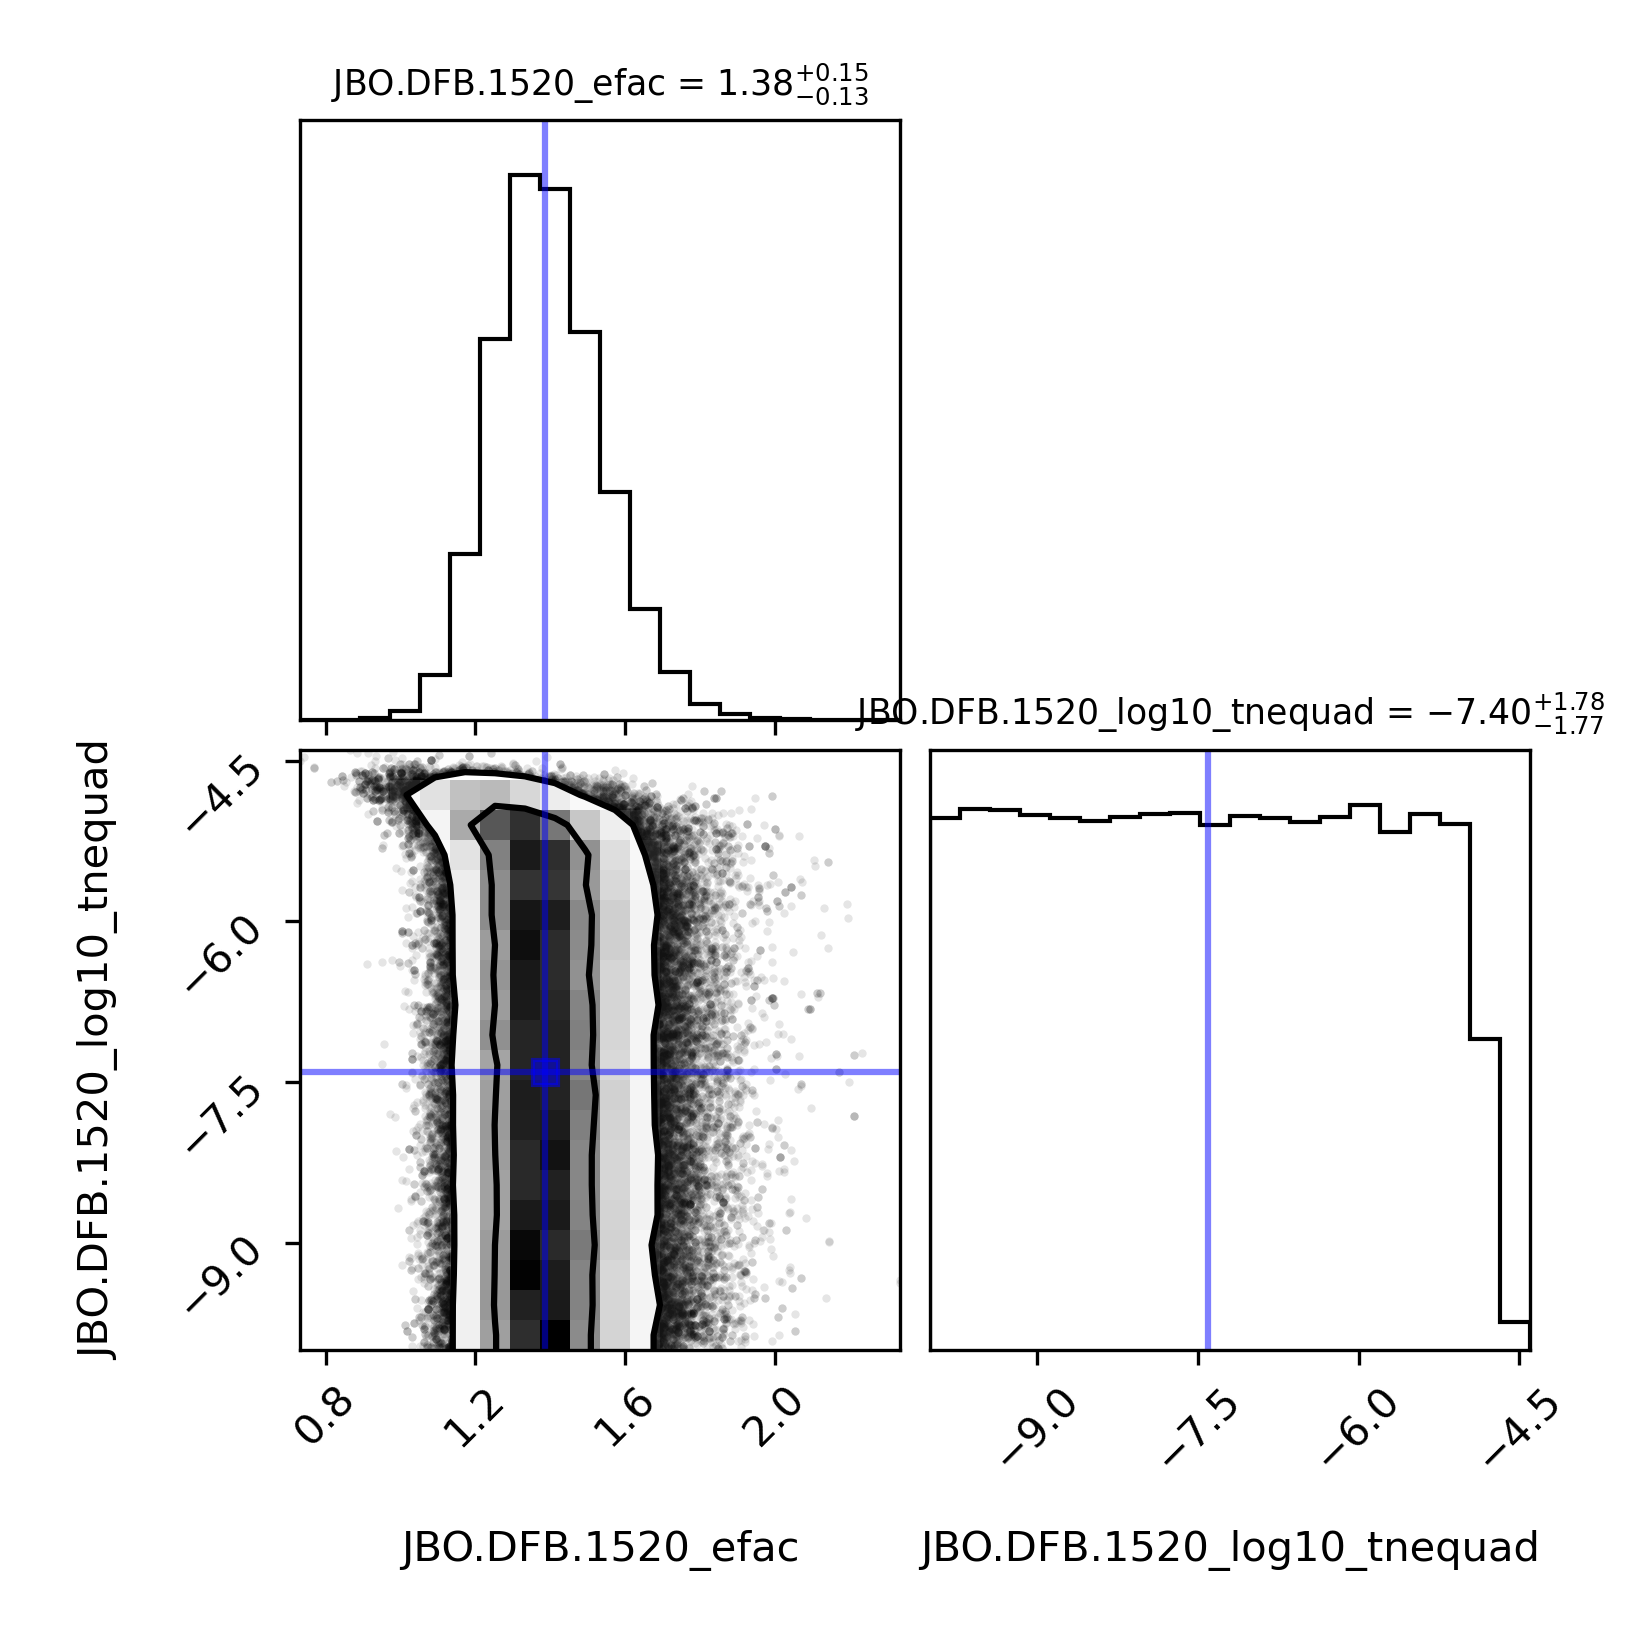 JBO.DFB.1520_efac = 1.38+0.15 −0.13
JBO.DFB.1520_log10_tnequad = −7.40+1.78 −1.77
JBO.DFB.1520_log10_tnequad
−4.5
−6.0
−7.5
−9.0
0.8 1.2 1.6 2.0
−9.0 −7.5 −6.0 −4.5
JBO.DFB.1520_efac
JBO.DFB.1520_log10_tnequad